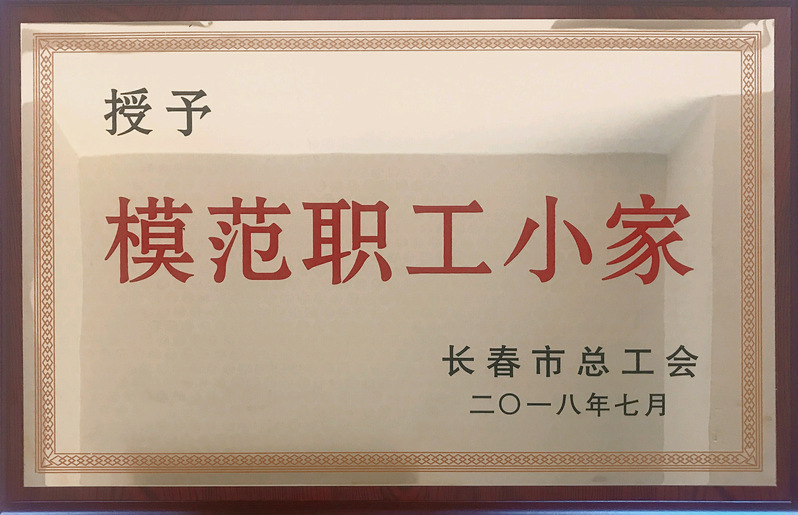 授予
模范职工小家
长春市总工会
二〇一八年七月